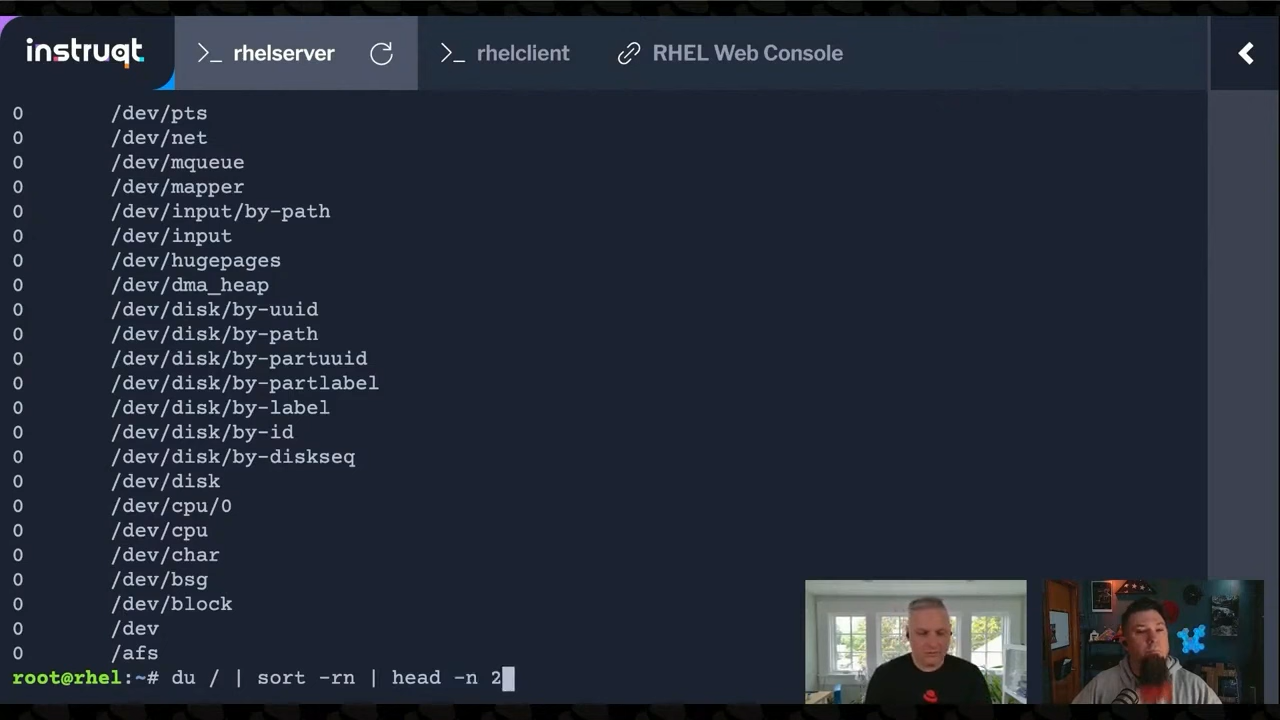 instruqt >_ rhelserver >_ rhelclient RHEL Web Console
0 /dev/pts
0 /dev/net
0 /dev/mqueue
0 /dev/mapper
0 /dev/input/by-path
0 /dev/input
0 /dev/hugepages
0 /dev/dma_heap
0 /dev/disk/by-uuid
0 /dev/disk/by-path
0 /dev/disk/by-partuuid
0 /dev/disk/by-partlabel
0 /dev/disk/by-label
0 /dev/disk/by-id
0 /dev/disk/by-diskseq
0 /dev/disk
0 /dev/cpu/0
0 /dev/cpu
0 /dev/char
0 /dev/bsg
0 /dev/block
0 /dev
0 /afs
root@rhel:~# du / | sort -rn | head -n 2